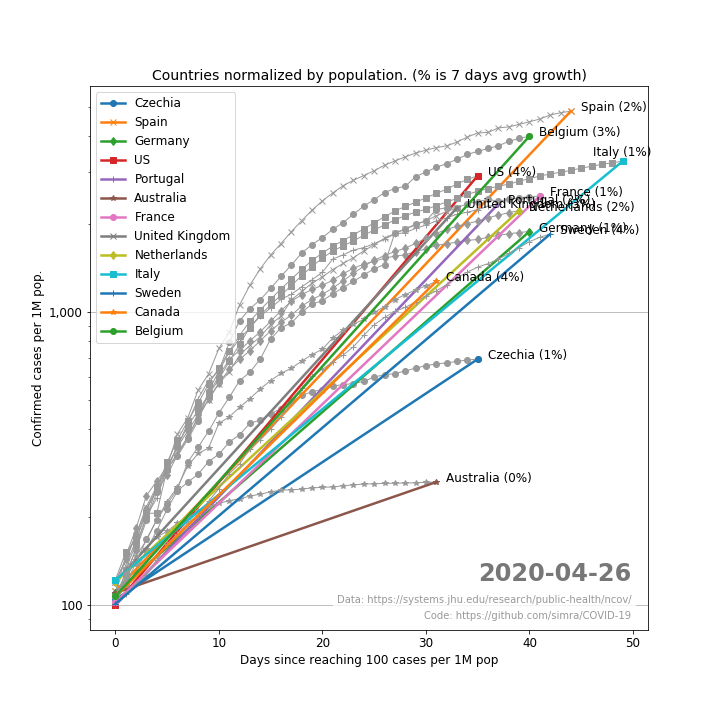 Countries normalized by population. (% is 7 days avg growth)
Czechia
Spain
Germany
US
Portugal
Australia
France
United Kingdom
Netherlands
Italy
Sweden
Canada
Belgium
Spain (2%)
Belgium (3%)
Italy (1%)
US (4%)
France (1%)
Portugal
United Kingdom
Netherlands (2%)
Germany (1%)
Sweden (4%)
Canada (4%)
Czechia (1%)
Australia (0%)
1,000
100
Confirmed cases per 1M pop.
2020-04-26
Data: https://systems.jhu.edu/research/public-health/ncov/
Code: https://github.com/simra/COVID-19
0 10 20 30 40 50
Days since reaching 100 cases per 1M pop